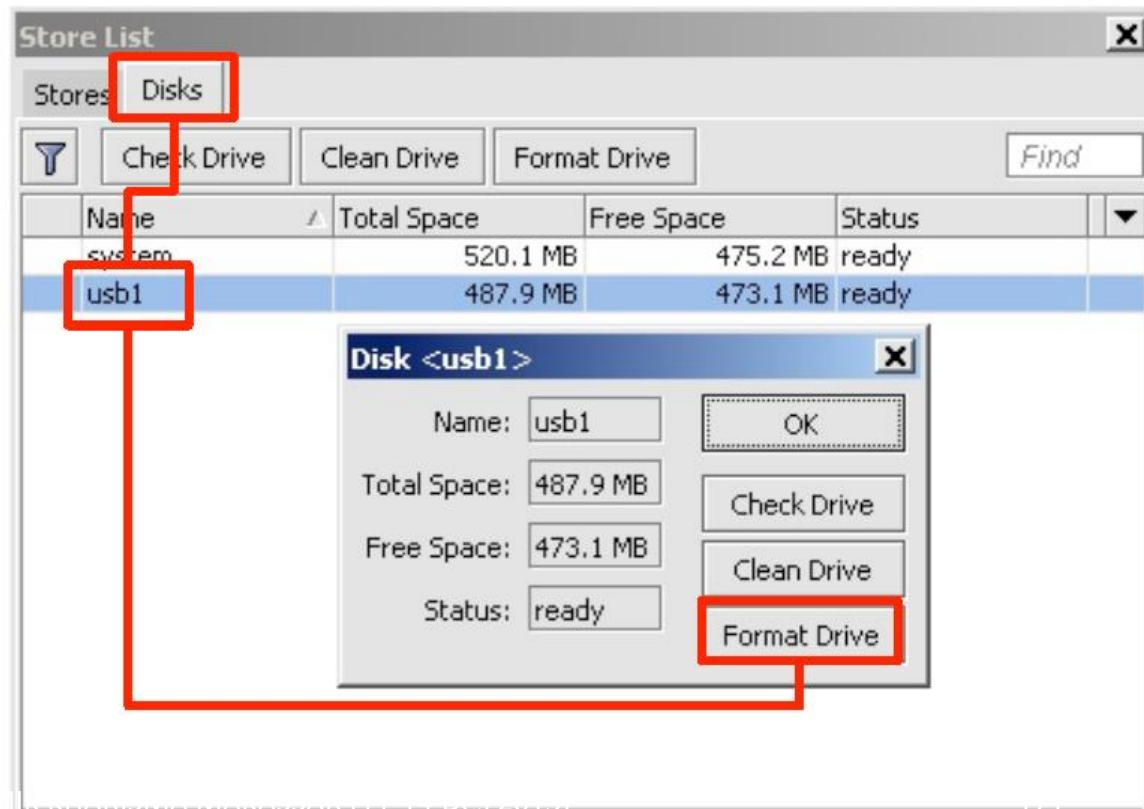 Store List
Stores Disks
Check Drive Clean Drive Format Drive Find
Name Total Space Free Space Status
system 520.1 MB 475.2 MB ready
usb1 487.9 MB 473.1 MB ready
Disk <usb1>
Name: usb1 OK
Total Space: 487.9 MB Check Drive
Free Space: 473.1 MB Clean Drive
Status: ready Format Drive